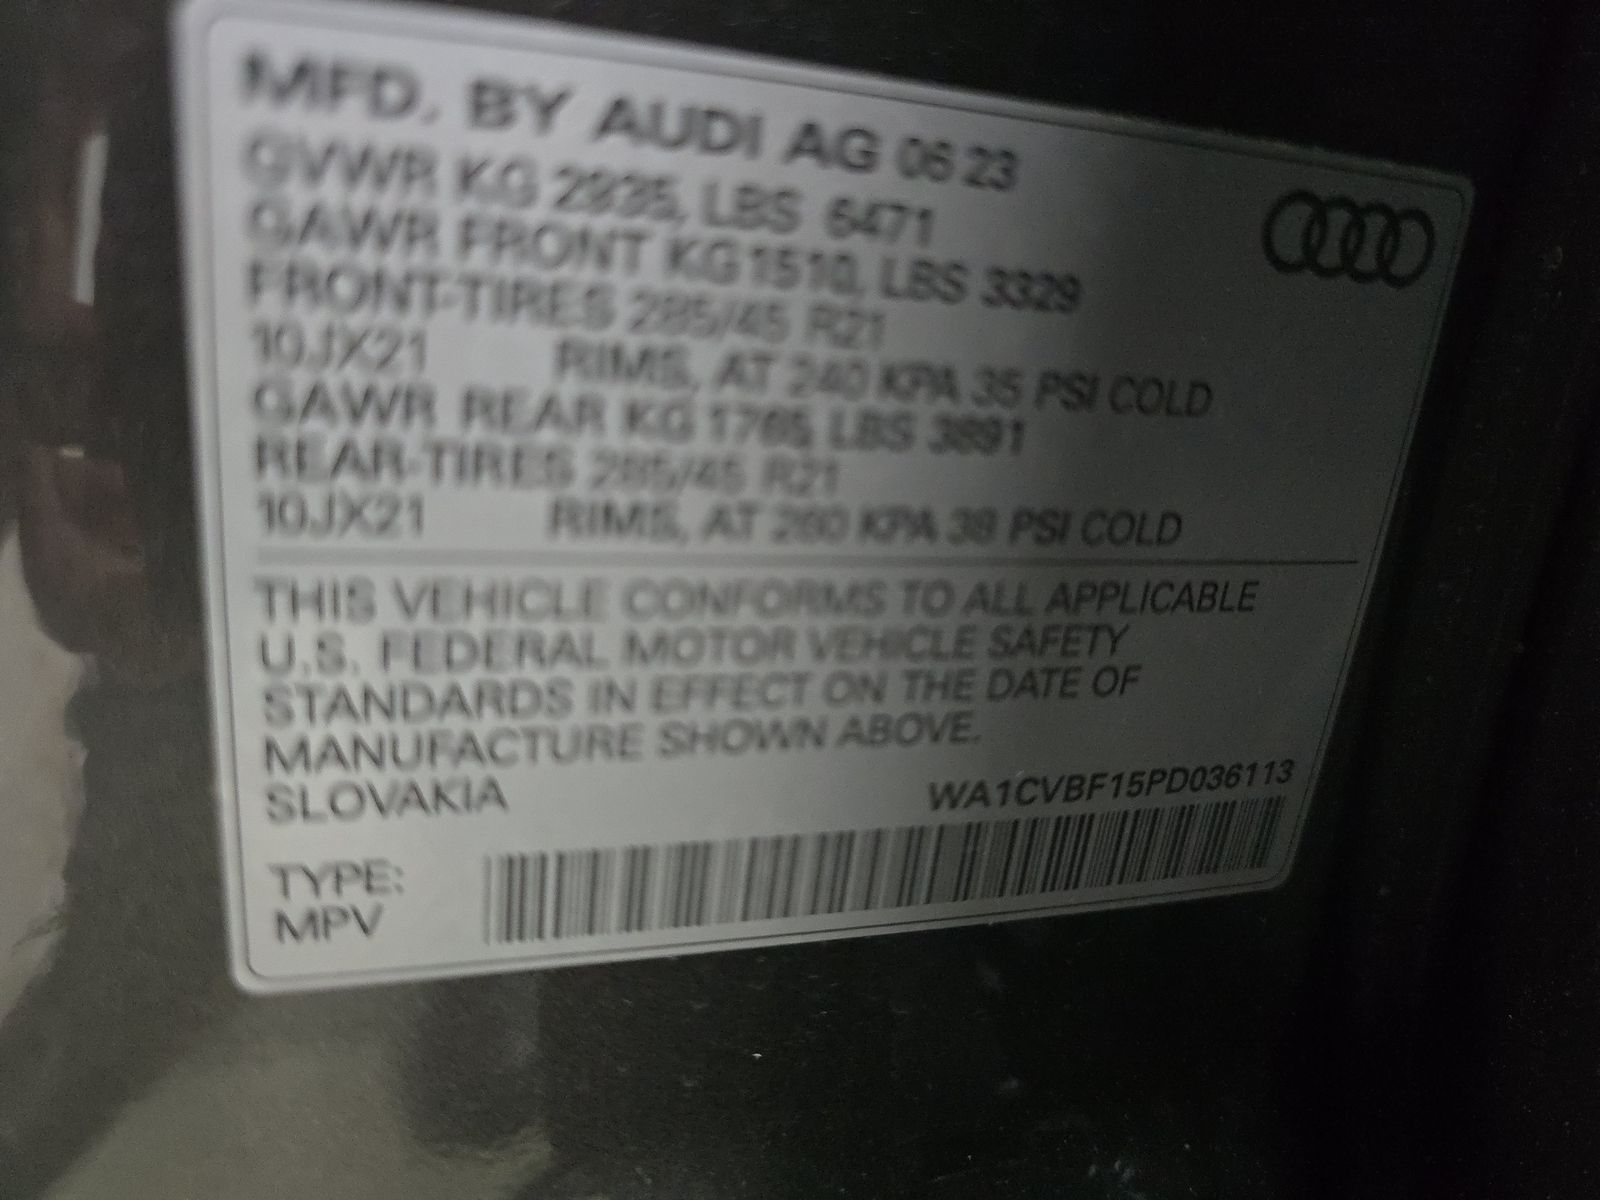 MFD. BY AUDI AG 06 23
GVWR KG 2935, LBS 6471
GAWR FRONT KG1510, LBS 3329
FRONT-TIRES 285/45 R21
10JX21 RIMS, AT 240 KPA 35 PSI COLD
GAWR REAR KG 1765, LBS 3891
REAR-TIRES 285/45 R21
10JX21 RIMS, AT 260 KPA 38 PSI COLD
THIS VEHICLE CONFORMS TO ALL APPLICABLE
U.S. FEDERAL MOTOR VEHICLE SAFETY
STANDARDS IN EFFECT ON THE DATE OF
MANUFACTURE SHOWN ABOVE.
SLOVAKIA WA1CVBF15PD036113
TYPE:
MPV